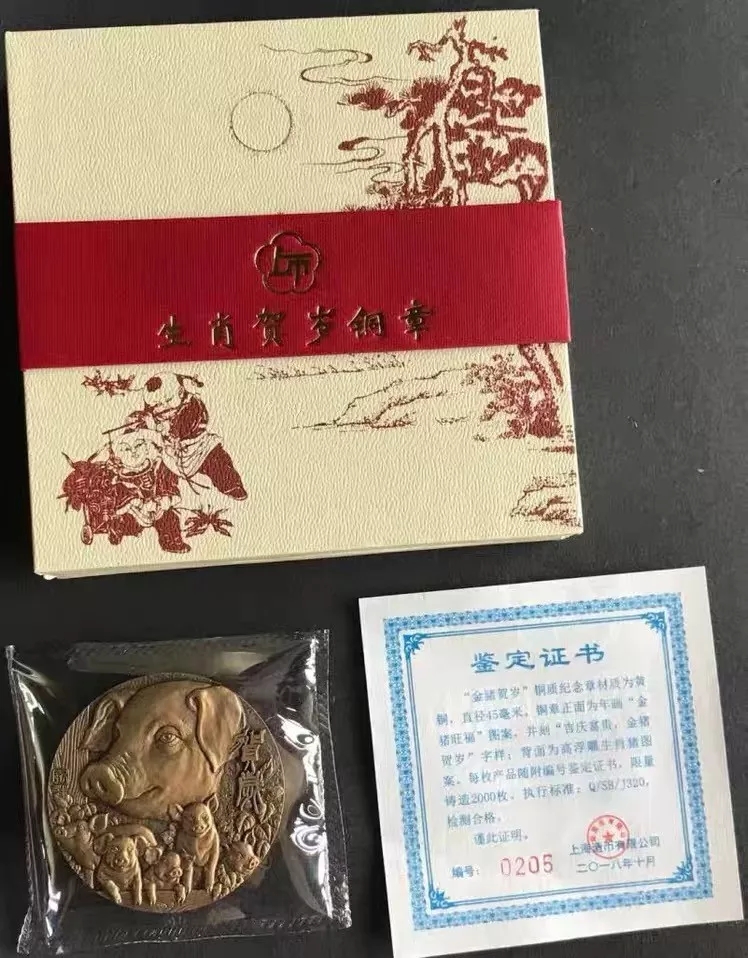 生肖贺岁铜章
賀歲
鉴定证书
“金猪贺岁”铜质纪念章材质为黄
铜，直径45毫米，铜章正面为年画“金
猪旺福”图案，并刻“吉庆富贵，金猪
贺岁”字样；背面为高浮雕生肖猪图
案。每枚产品随附编号鉴定证书，限量
铸造2000枚。执行标准：Q/SB/J320，
检测合格。
谨此证明。
编号：0205
上海造币有限公司
二〇一八年十月